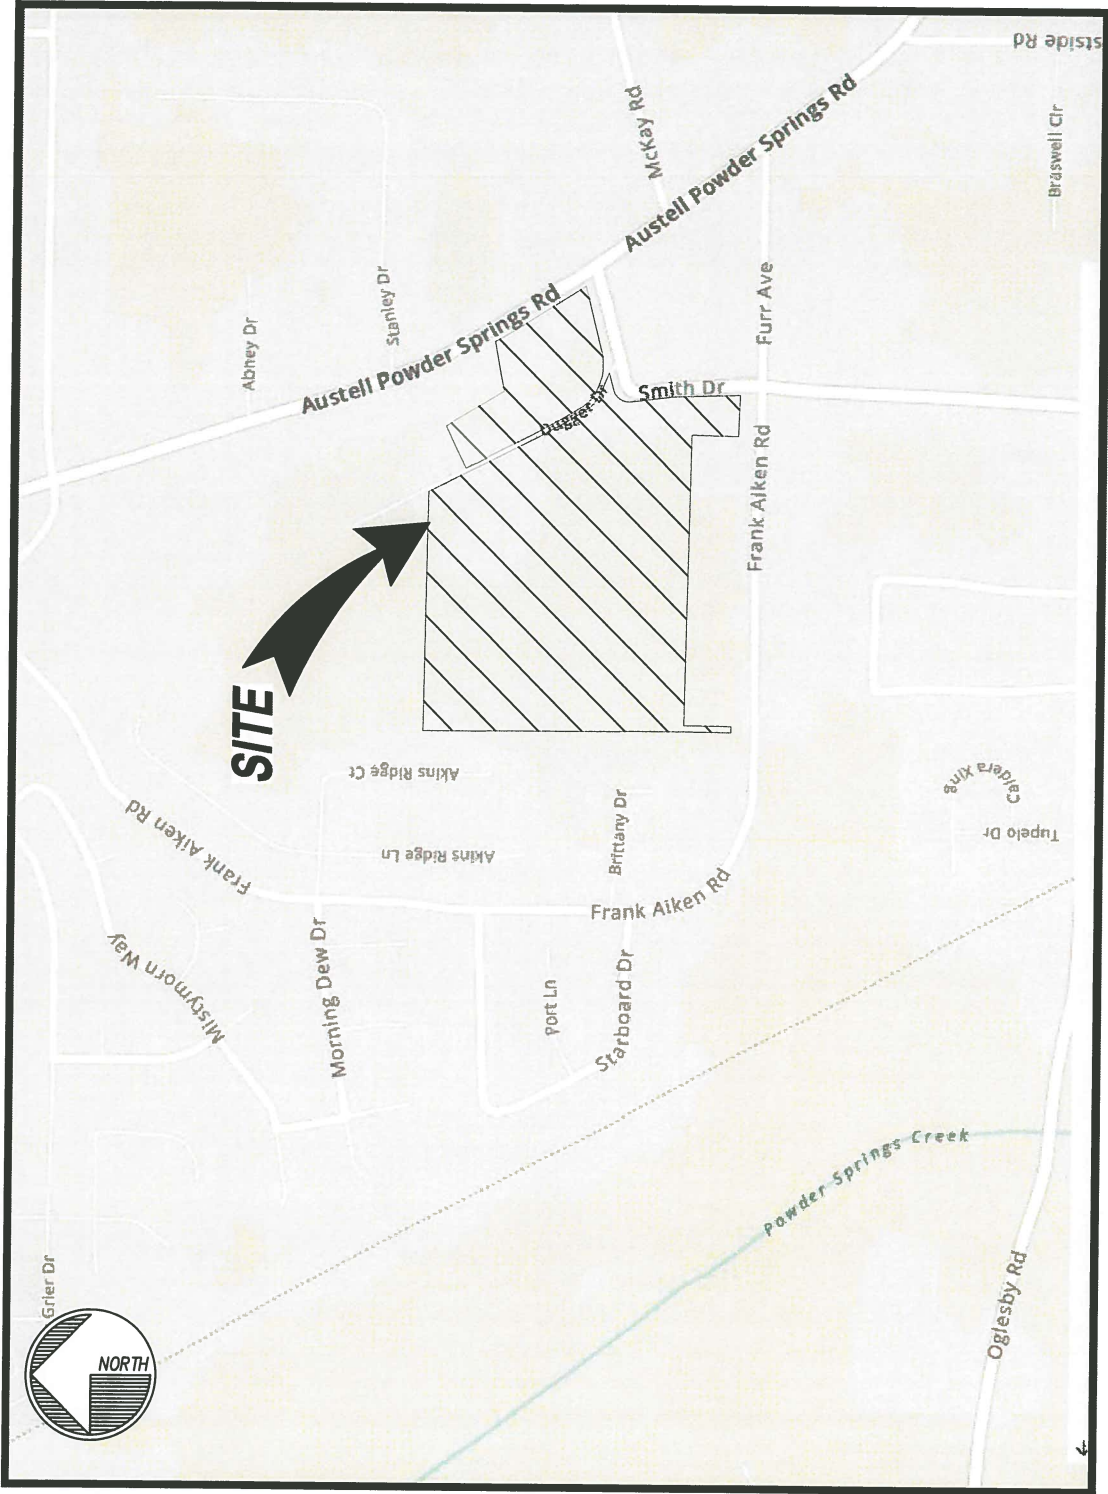 stside Rd
Braswell Cir
McKay Rd
Austell Powder Springs Rd
Furr Ave
Stanley Dr
Abney Dr
Austell Powder Springs Rd
Smith Dr
Dugger Dr
Frank Aiken Rd
SITE
Akins Ridge Ct
Caldera Xing
Tupelo Dr
Frank Aiken Rd
Akins Ridge Ln
Brittany Dr
Frank Aiken Rd
Mistymorn Way
Morning Dew Dr
Port Ln
Starboard Dr
Powder Springs Creek
Grier Dr
Oglesby Rd
NORTH